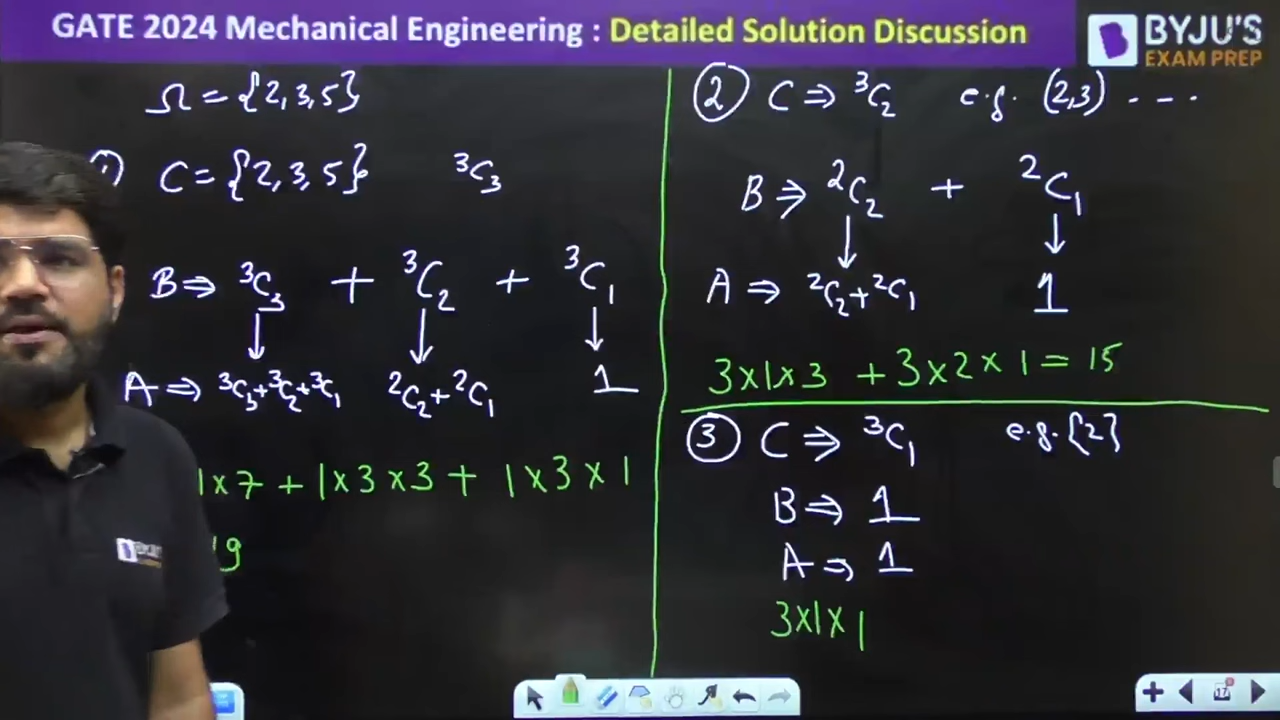 GATE 2024 Mechanical Engineering : Detailed Solution Discussion
BYJU'S
EXAM PREP
Ω = {2,3,5}
① C = {2,3,5} ³C₃
B ⇒ ³C₃ + ³C₂ + ³C₁
A ⇒ ³C₃+³C₂+³C₁ ²C₂+²C₁ 1
1×7 + 1×3×3 + 1×3×1
19
② C ⇒ ³C₂ e.g. (2,3) ----
B ⇒ ²C₂ + ²C₁
A ⇒ ²C₂+²C₁ 1
3×1×3 + 3×2×1 = 15
③ C ⇒ ³C₁ e.g. {2}
B ⇒ 1
A ⇒ 1
3×1×1
17